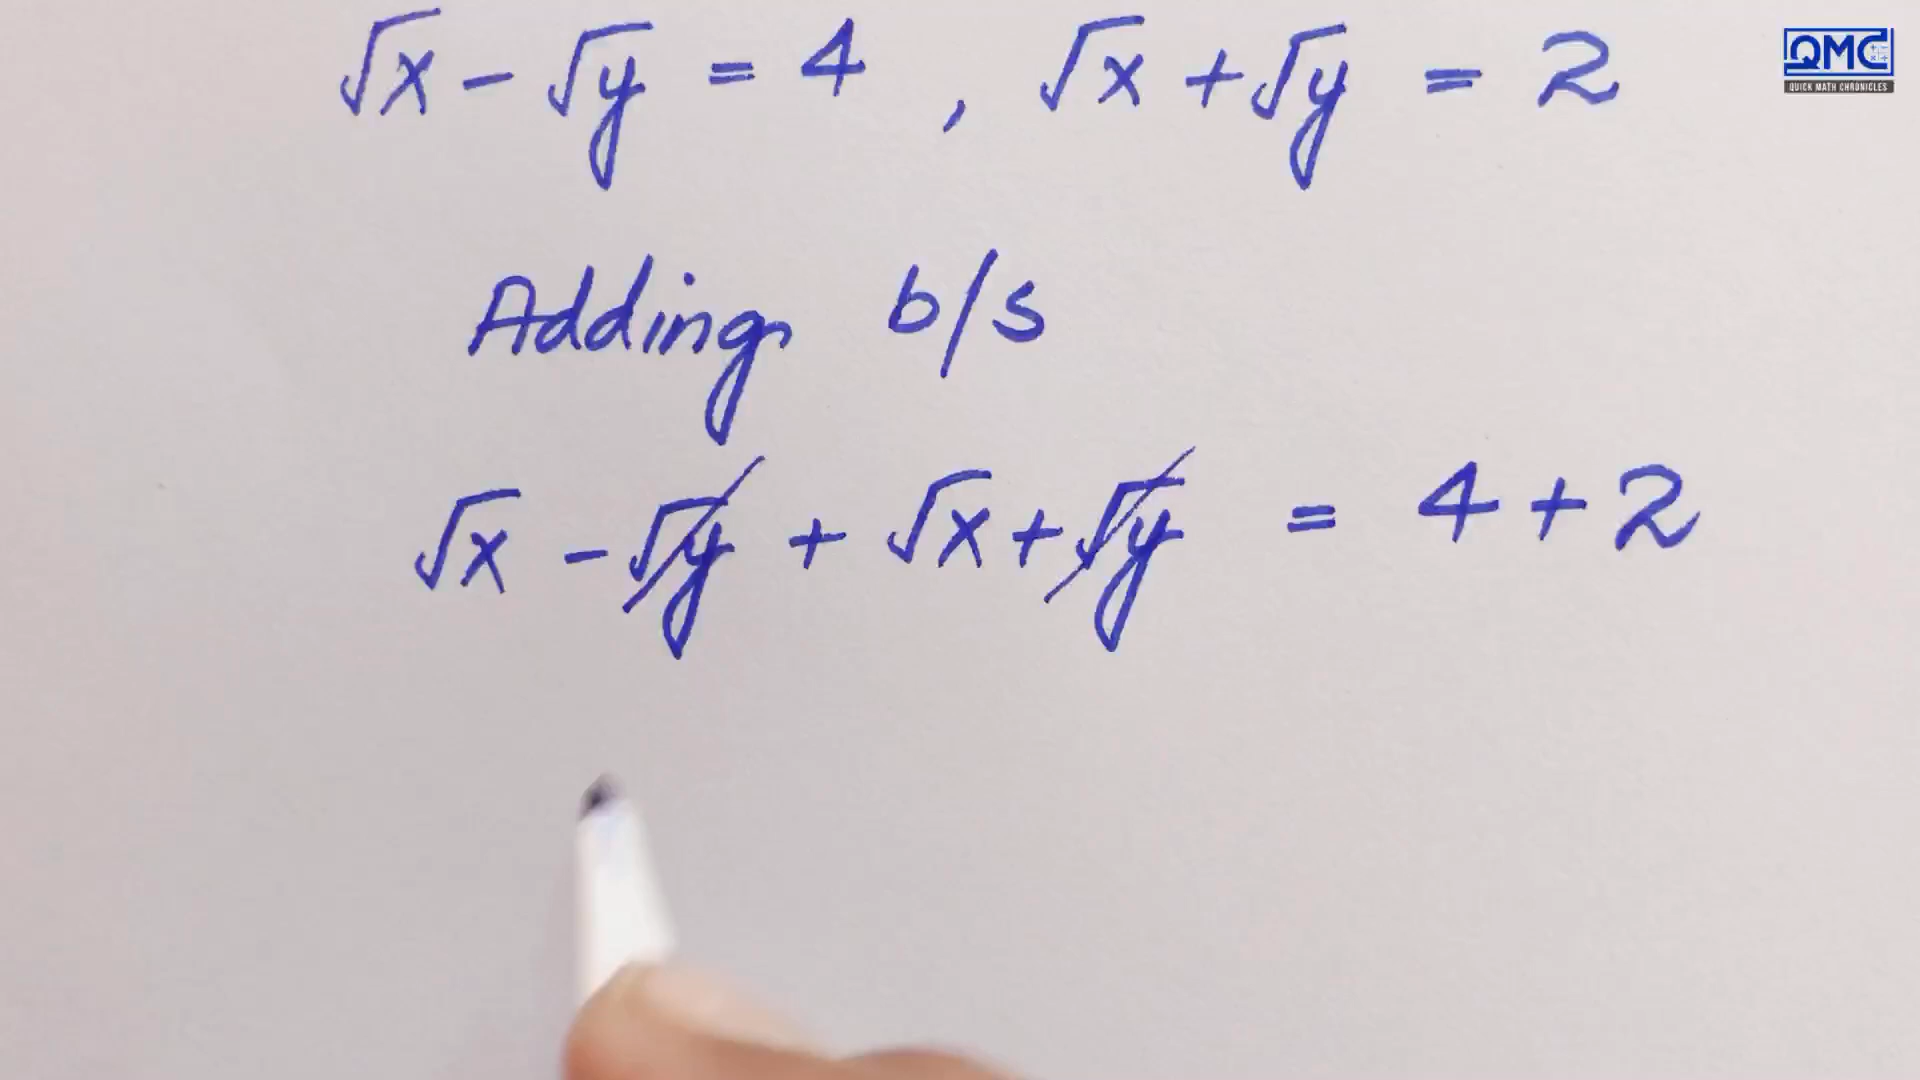 √x - √y = 4 , √x + √y = 2
QMC
QUICK MATH CHRONICLES
Adding b/s
√x - √y + √x + √y = 4 + 2